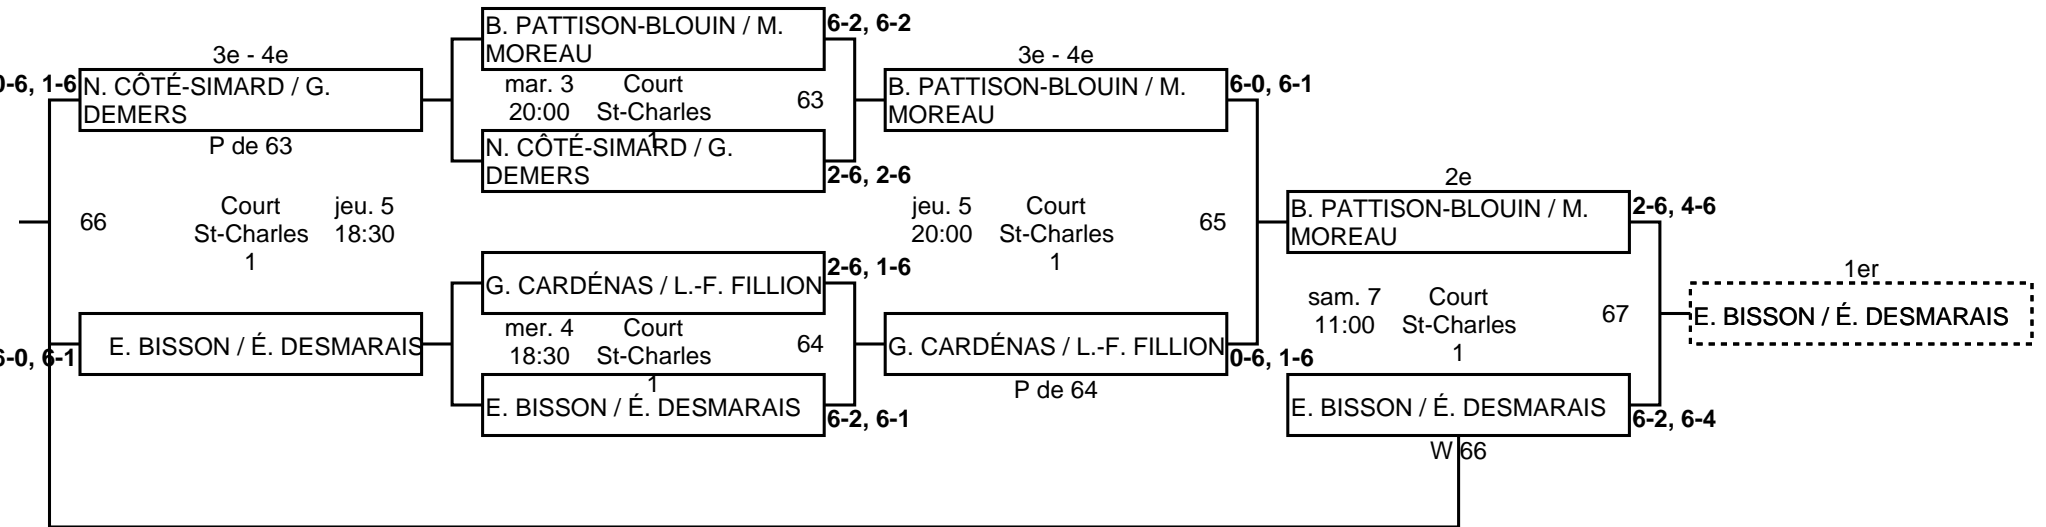 3e - 4e
0-6, 1-6
N. CÔTÉ-SIMARD / G.
DEMERS
P de 63
66
Court jeu. 5
St-Charles 18:30
1
E. BISSON / É. DESMARAIS
6-0, 6-1
B. PATTISON-BLOUIN / M.
MOREAU
6-2, 6-2
mar. 3 Court
20:00 St-Charles
1
63
N. CÔTÉ-SIMARD / G.
DEMERS
2-6, 2-6
G. CARDÉNAS / L.-F. FILLION
2-6, 1-6
mer. 4 Court
18:30 St-Charles
1
64
E. BISSON / É. DESMARAIS
6-2, 6-1
3e - 4e
B. PATTISON-BLOUIN / M.
MOREAU
6-0, 6-1
jeu. 5 Court
20:00 St-Charles
1
65
G. CARDÉNAS / L.-F. FILLION
0-6, 1-6
P de 64
2e
B. PATTISON-BLOUIN / M.
MOREAU
2-6, 4-6
sam. 7 Court
11:00 St-Charles
1
67
E. BISSON / É. DESMARAIS
6-2, 6-4
W 66
1er
E. BISSON / É. DESMARAIS